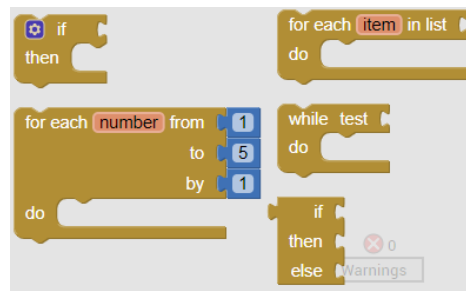 if
then
for each item in list
do
for each number from 1
to 5
by 1
do
while test
do
if
then
else
0
Warnings